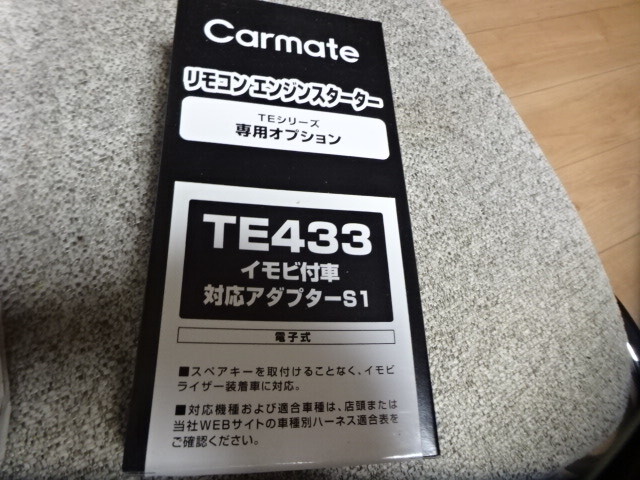 Carmate
リモコン・エンジンスターター
TEシリーズ
専用オプション
TE433
イモビ付車
対応アダプターS1
電子式
■スペアキーを取付けることなく、イモビ
ライザー装着車に対応。
■対応機種および適合車種は、店頭または
当社WEBサイトの車種別ハーネス適合表を
ご確認ください。